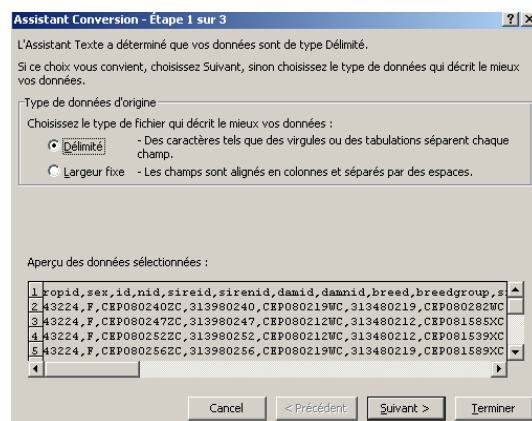 Assistant Conversion - Étape 1 sur 3
L'Assistant Texte a déterminé que vos données sont de type Délimité.
Si ce choix vous convient, choisissez Suivant, sinon choisissez le type de données qui décrit le mieux
vos données.
Type de données d'origine
Choisissez le type de fichier qui décrit le mieux vos données :
Délimité - Des caractères tels que des virgules ou des tabulations séparent chaque
champ.
Largeur fixe - Les champs sont alignés en colonnes et séparés par des espaces.
Aperçu des données sélectionnées :
1 ropid,sex,id,nid,sireid,sirenid,damid,damnid,breed,breedgroup,s
2 43224,F,CEP080240ZC,313980240,CEP080219WC,313480219,CEP080282WC
3 43224,F,CEP080247ZC,313980247,CEP080212WC,313480212,CEP081585XC
4 43224,F,CEP080252ZC,313980252,CEP080212WC,313480212,CEP081539XC
5 43224,F,CEP080256ZC,313980256,CEP080219WC,313480219,CEP081589XC
Cancel < Précédent Suivant > Terminer